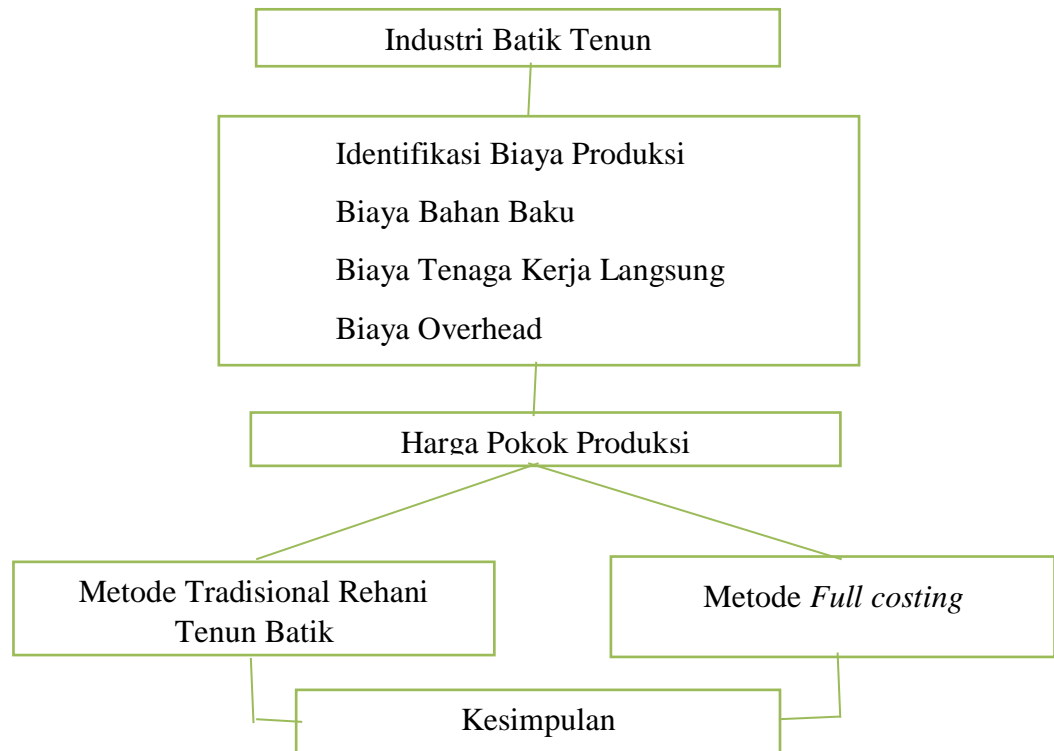 Industri Batik Tenun
Identifikasi Biaya Produksi
Biaya Bahan Baku
Biaya Tenaga Kerja Langsung
Biaya Overhead
Harga Pokok Produksi
Metode Tradisional Rehani
Tenun Batik
Metode Full costing
Kesimpulan